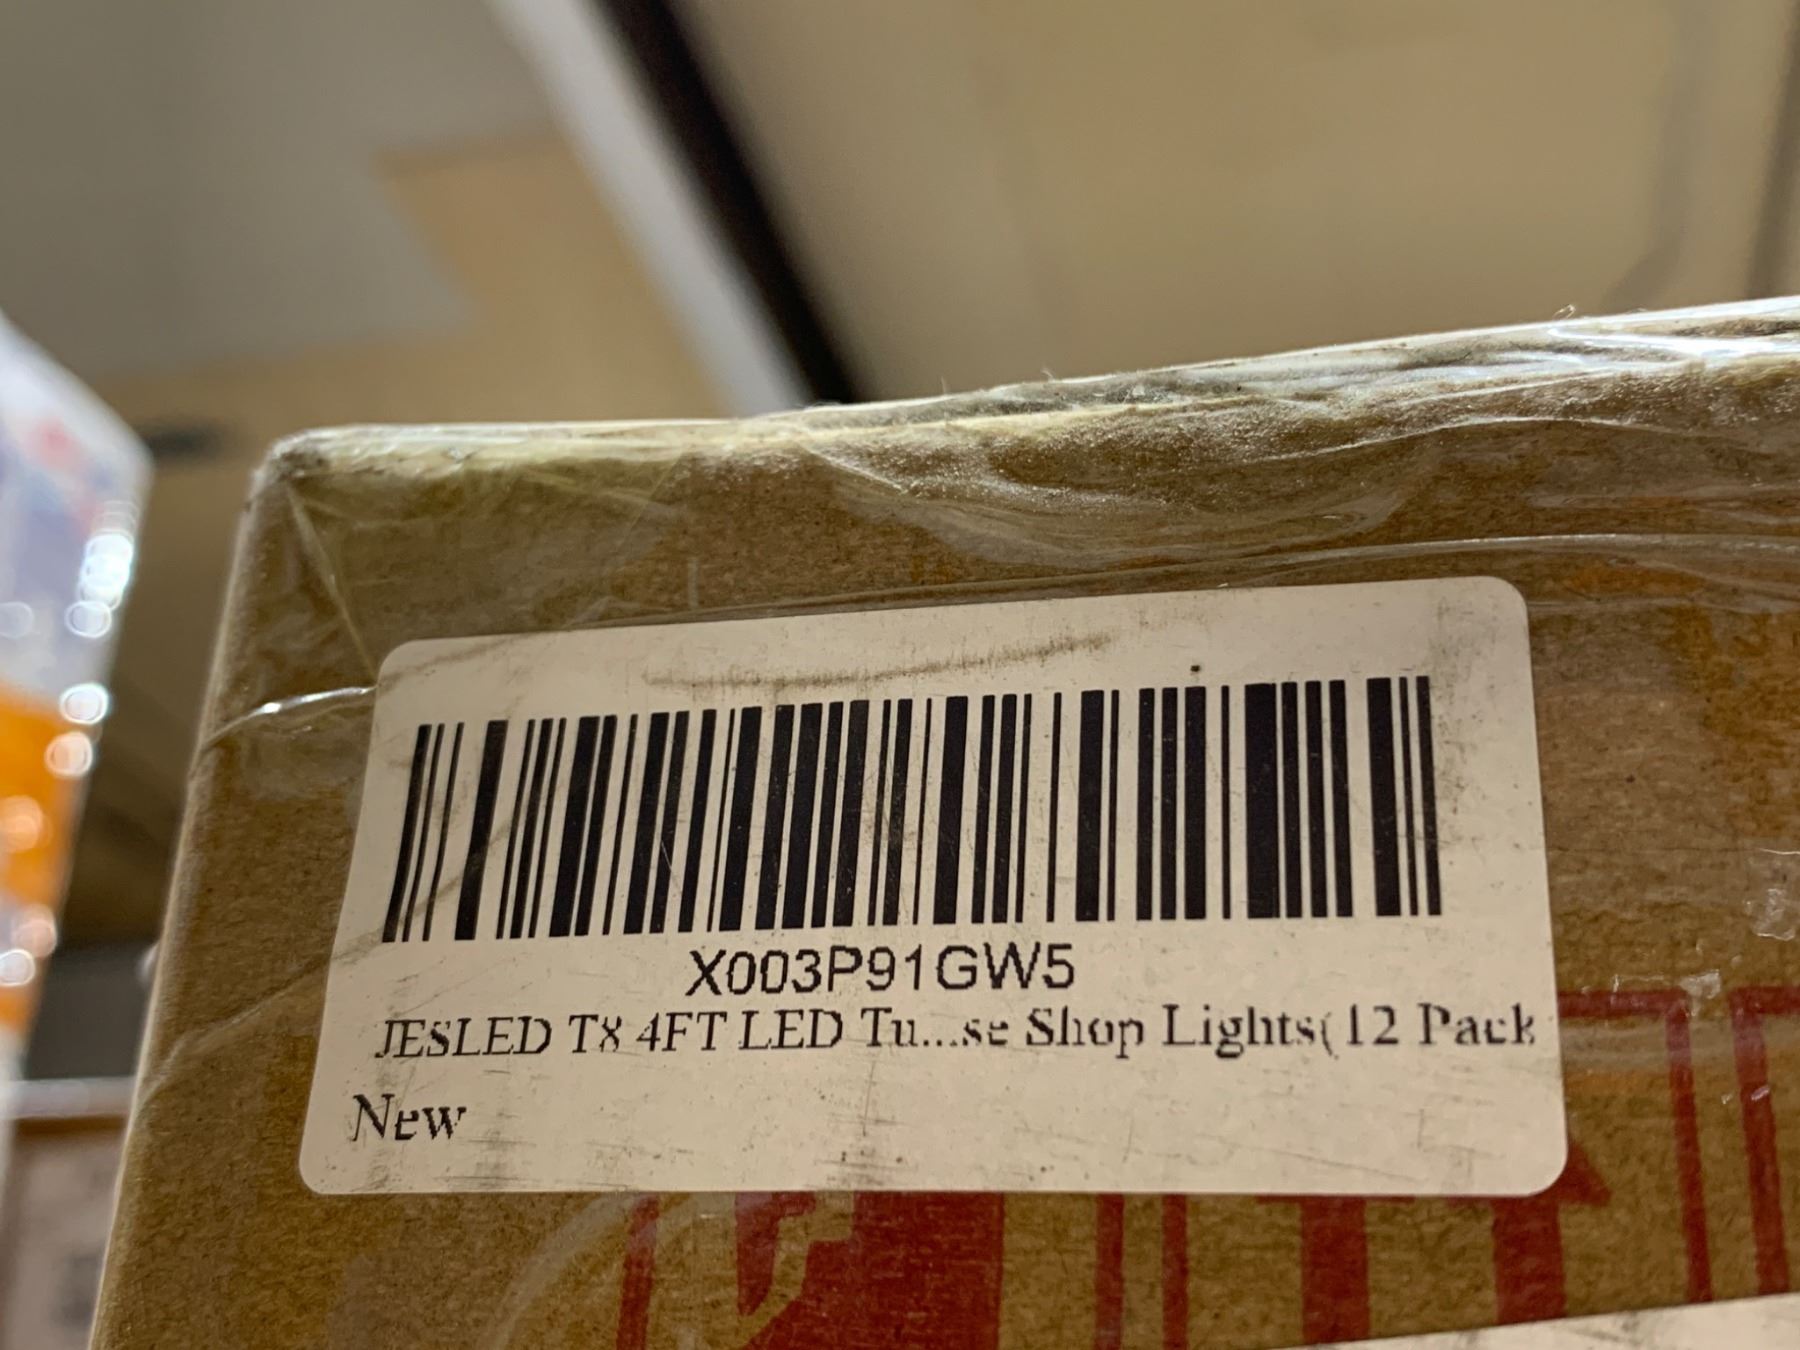 X003P91GW5
JESLED T8 4FT LED Tu...se Shop Lights(12 Pack
New